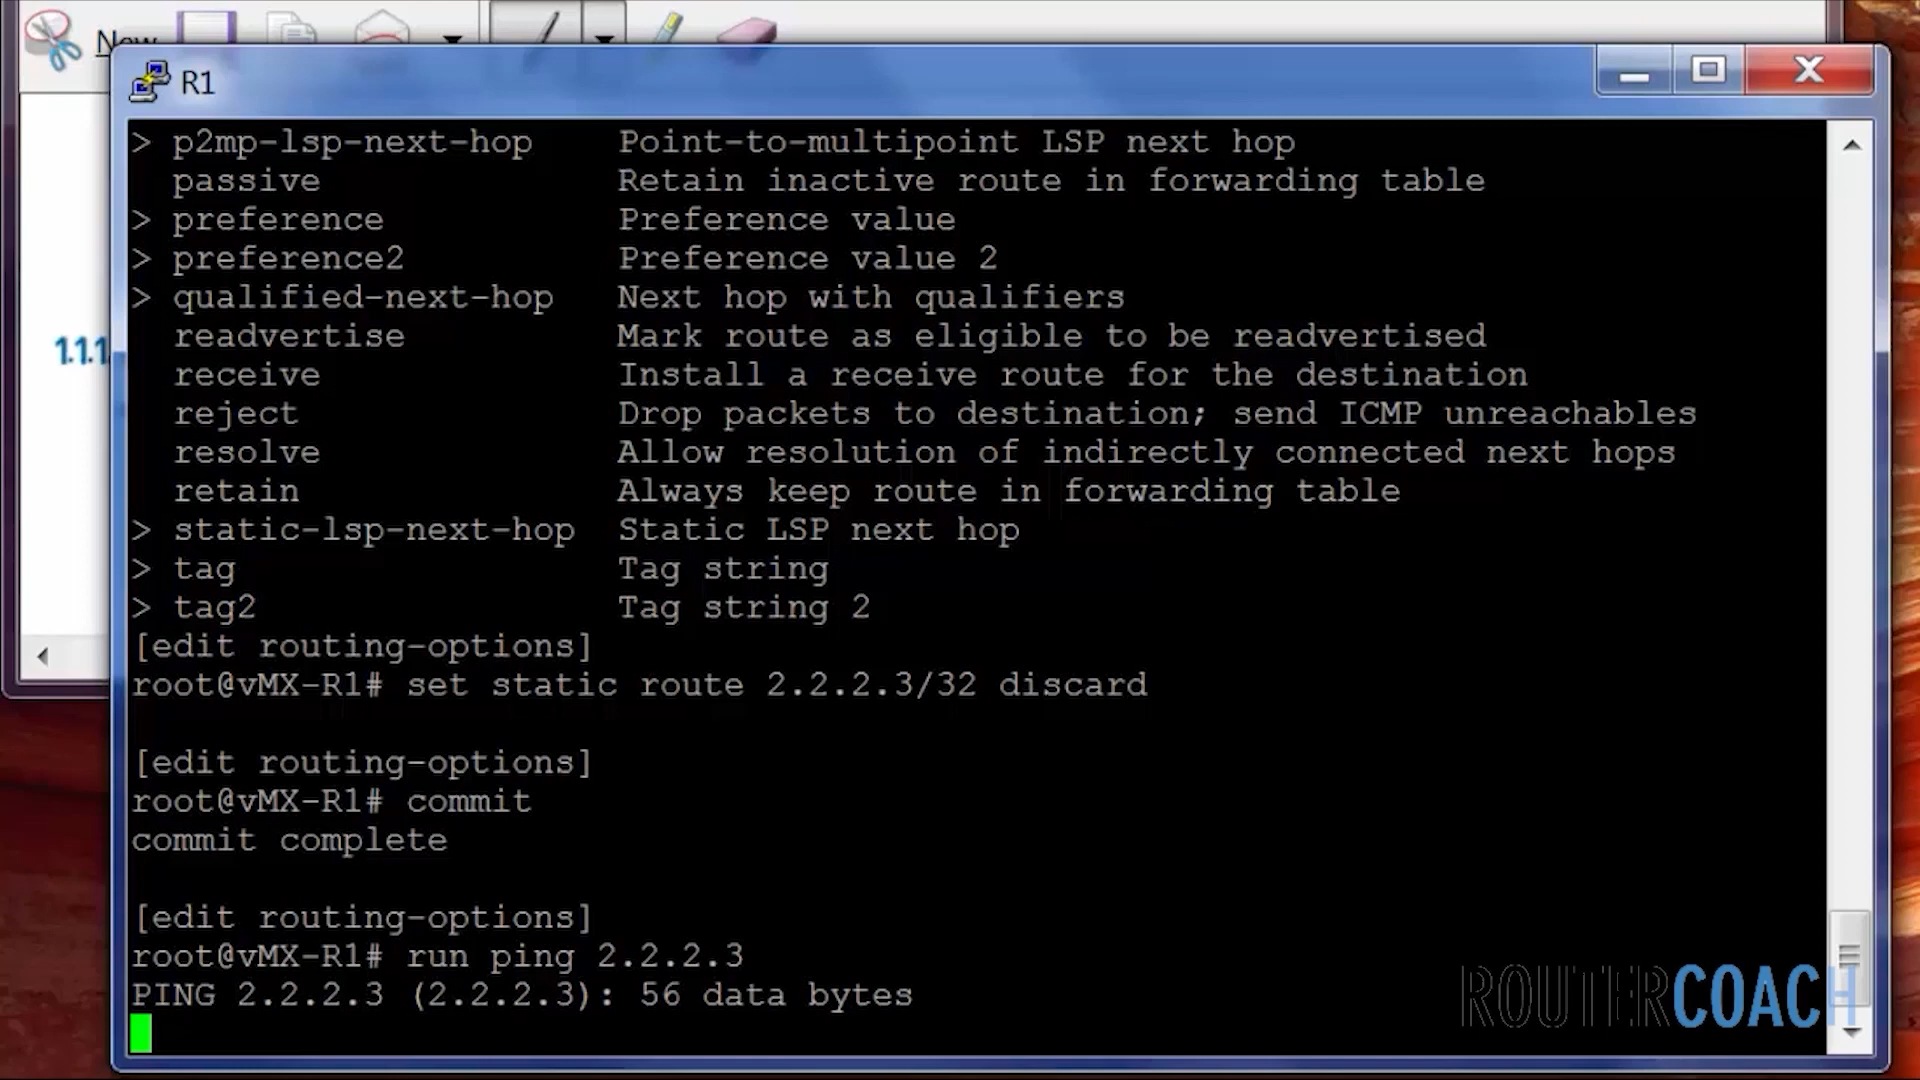 New
R1
1.1.1
> p2mp-lsp-next-hop Point-to-multipoint LSP next hop
passive Retain inactive route in forwarding table
> preference Preference value
> preference2 Preference value 2
> qualified-next-hop Next hop with qualifiers
readvertise Mark route as eligible to be readvertised
receive Install a receive route for the destination
reject Drop packets to destination; send ICMP unreachables
resolve Allow resolution of indirectly connected next hops
retain Always keep route in forwarding table
> static-lsp-next-hop Static LSP next hop
> tag Tag string
> tag2 Tag string 2
[edit routing-options]
root@vMX-R1# set static route 2.2.2.3/32 discard
[edit routing-options]
root@vMX-R1# commit
commit complete
[edit routing-options]
root@vMX-R1# run ping 2.2.2.3
PING 2.2.2.3 (2.2.2.3): 56 data bytes
ROUTERCOACH